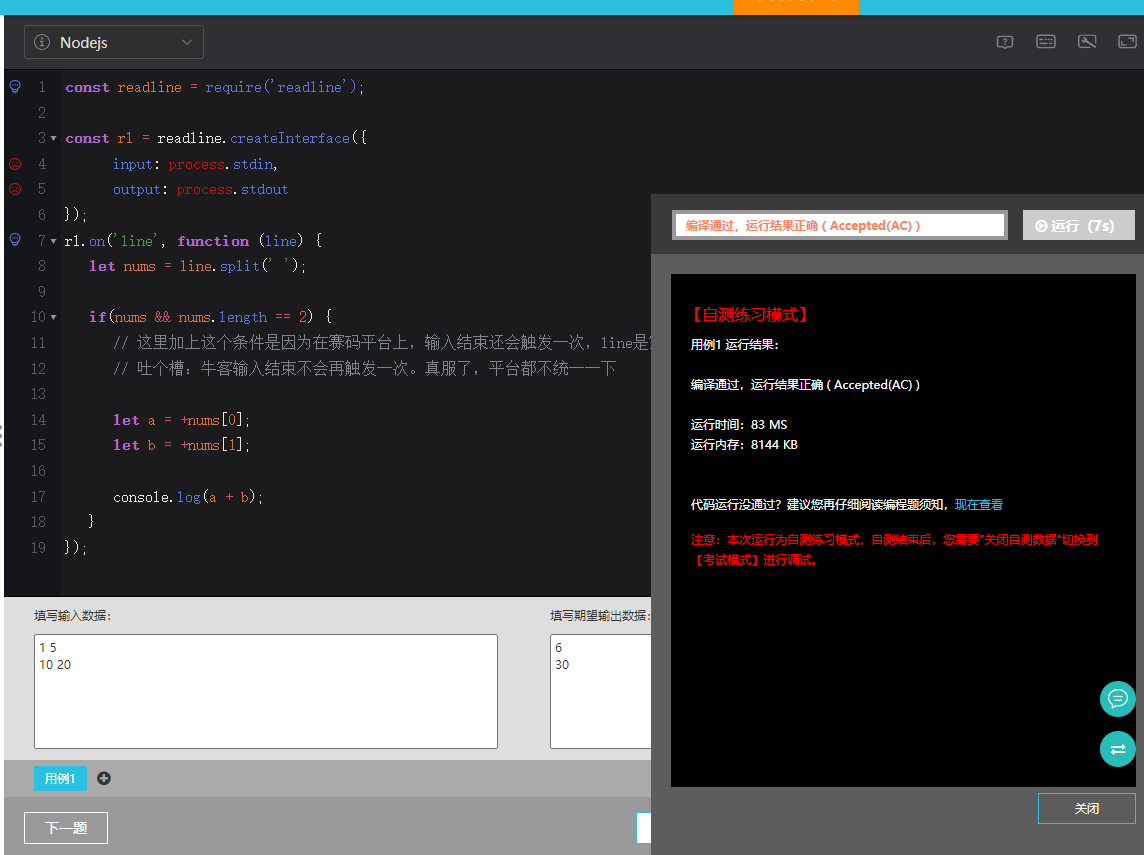 Nodejs
1 const readline = require('readline');
2
3 const rl = readline.createInterface({
4 input: process.stdin,
5 output: process.stdout
6 });
7 rl.on('line', function (line) {
8 let nums = line.split(' ');
9
10 if(nums && nums.length == 2) {
11 // 这里加上这个条件是因为在赛码平台上，输入结束还会触发一次，line是
12 // 吐个槽：牛客输入结束不会再触发一次。真服了，平台都不统一一下
13
14 let a = +nums[0];
15 let b = +nums[1];
16
17 console.log(a + b);
18 }
19 });
编译通过，运行结果正确 ( Accepted(AC) )
运行（7s）
【自测练习模式】
用例1 运行结果：
编译通过，运行结果正确 ( Accepted(AC) )
运行时间：83 MS
运行内存：8144 KB
代码运行没通过？建议您再仔细阅读编程题须知，现在查看
注意：本次运行为自测练习模式，自测结束后，您需要"关闭自测数据"切换到
【考试模式】进行调试。
填写输入数据：
1 5
10 20
填写期望输出数据：
6
30
用例1
下一题
关闭